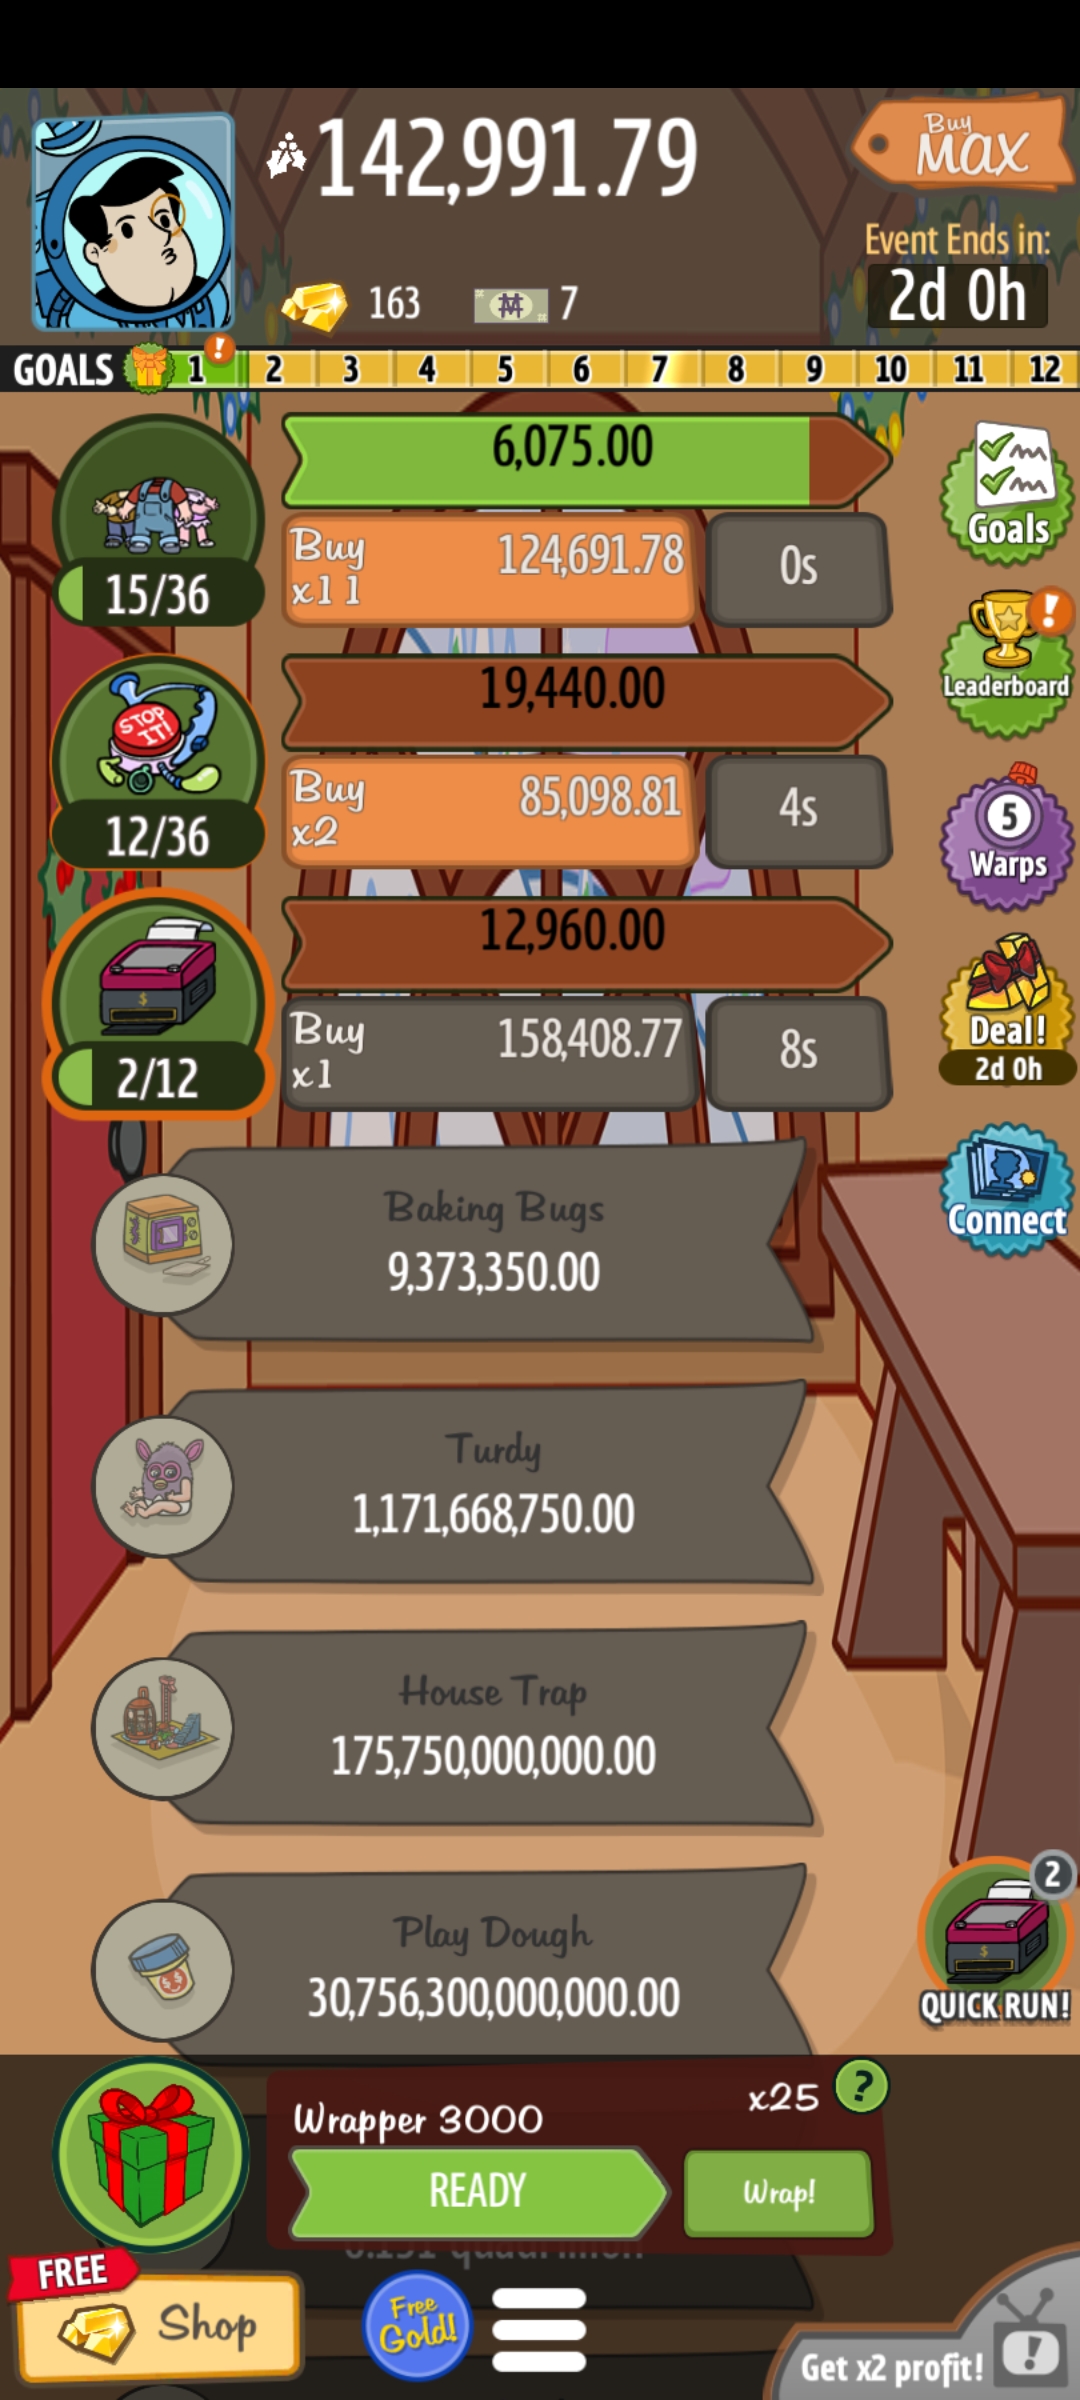 142,991.79
Buy
MAX
163
7
Event Ends in:
2d 0h
GOALS 1 ! 2 3 4 5 6 7 8 9 10 11 12
6,075.00
Buy
x11
124,691.78
0s
15/36
Goals
19,440.00
STOP
IT!
Buy
x2
85,098.81
4s
12/36
!
Leaderboard
5
Warps
12,960.00
Buy
x1
158,408.77
8s
2/12
Deal!
2d 0h
Connect
Baking Bugs
9,373,350.00
Turdy
1,171,668,750.00
House Trap
175,750,000,000.00
Play Dough
30,756,300,000,000.00
2
QUICK RUN!
Wrapper 3000
x25
?
READY
Wrap!
FREE
Shop
Free
Gold!
Get x2 profit!
!